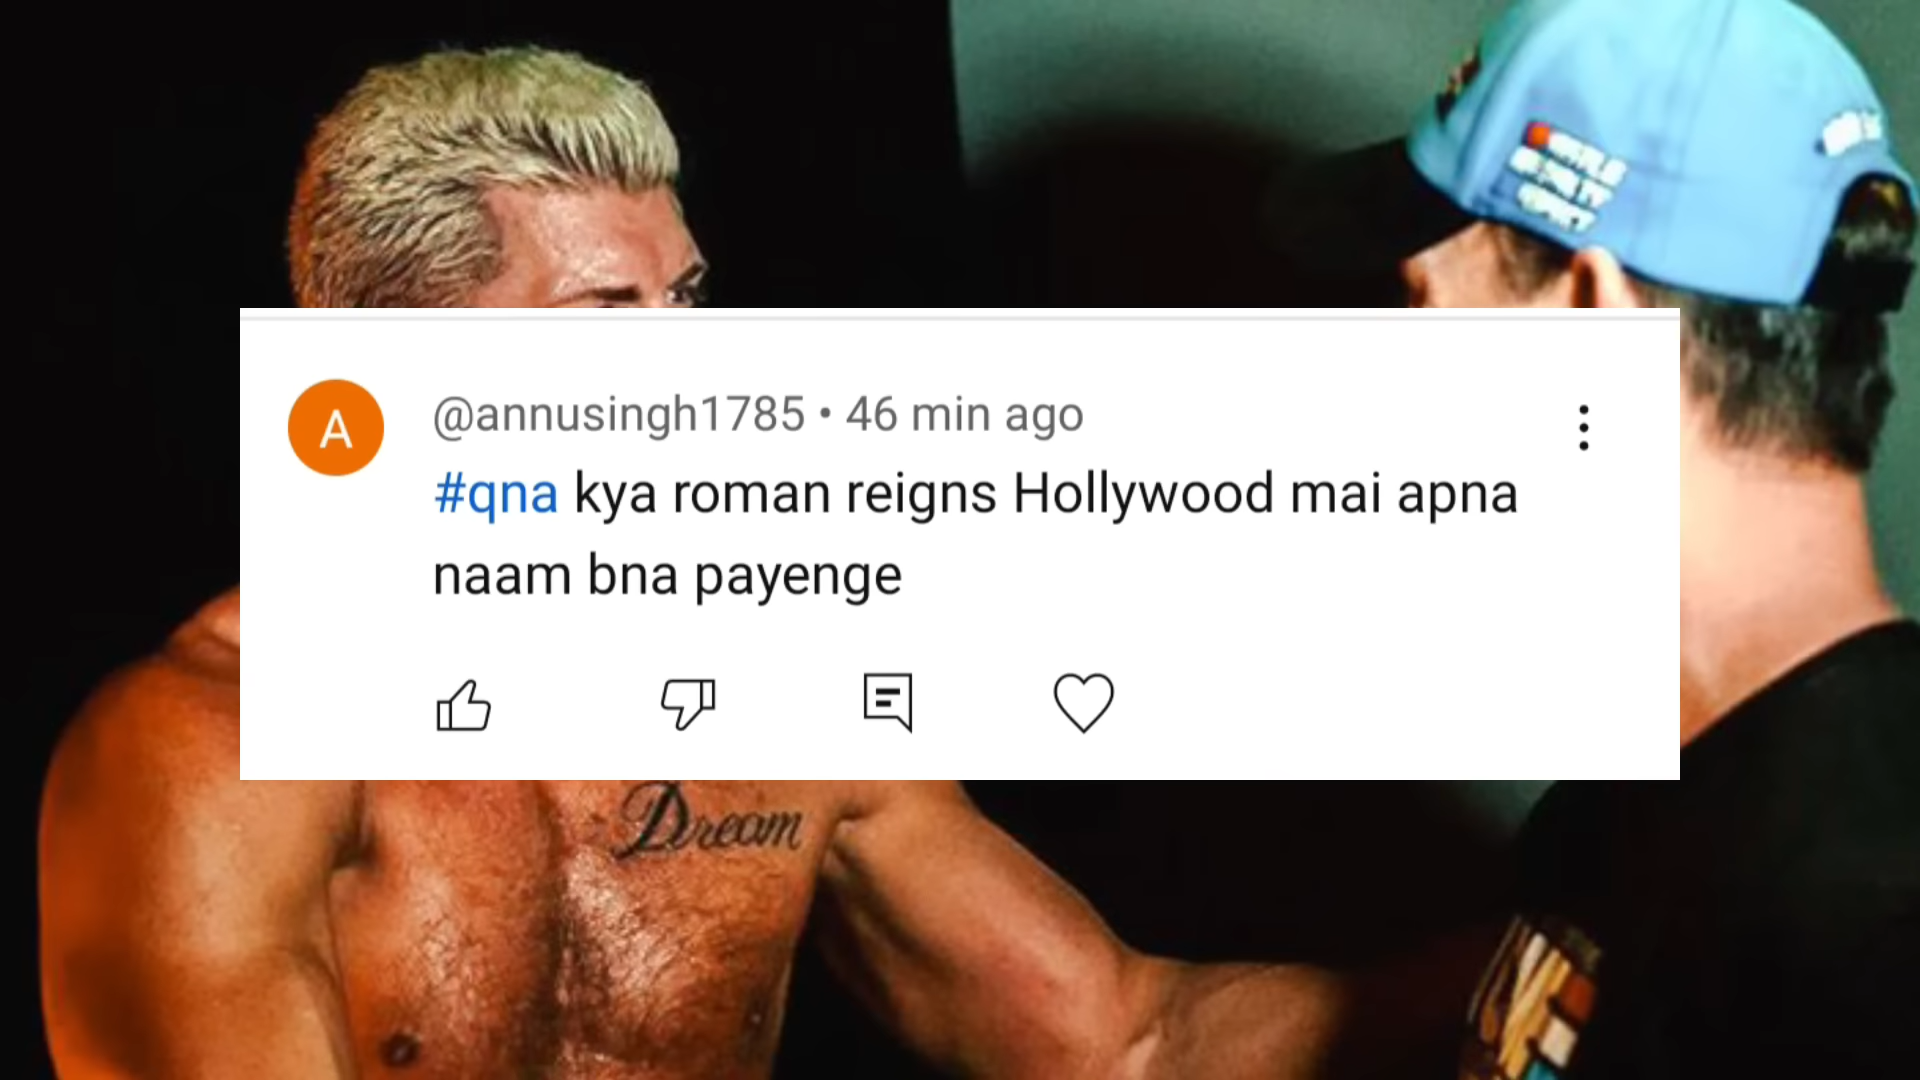 A
@annusingh1785 • 46 min ago
#qna kya roman reigns Hollywood mai apna
naam bna payenge
Dream